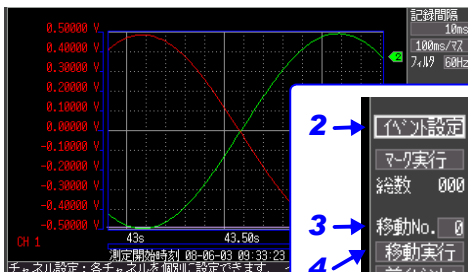 記録間隔
10ms
100ms/マス
フィルタ 60Hz
0.50000 V
0.40000 V
0.30000 V
0.20000 V
0.10000 V
0.00000 V
-0.10000 V
-0.20000 V
-0.30000 V
-0.40000 V
-0.50000 V
2
CH 1
43s
43.50s
測定開始時刻 08-06-03 09:33:23
チャネル設定:各チャネルを個別に設定できます。
2
イベント設定
マーク実行
総数 000
3
移動No. 0
移動実行
4